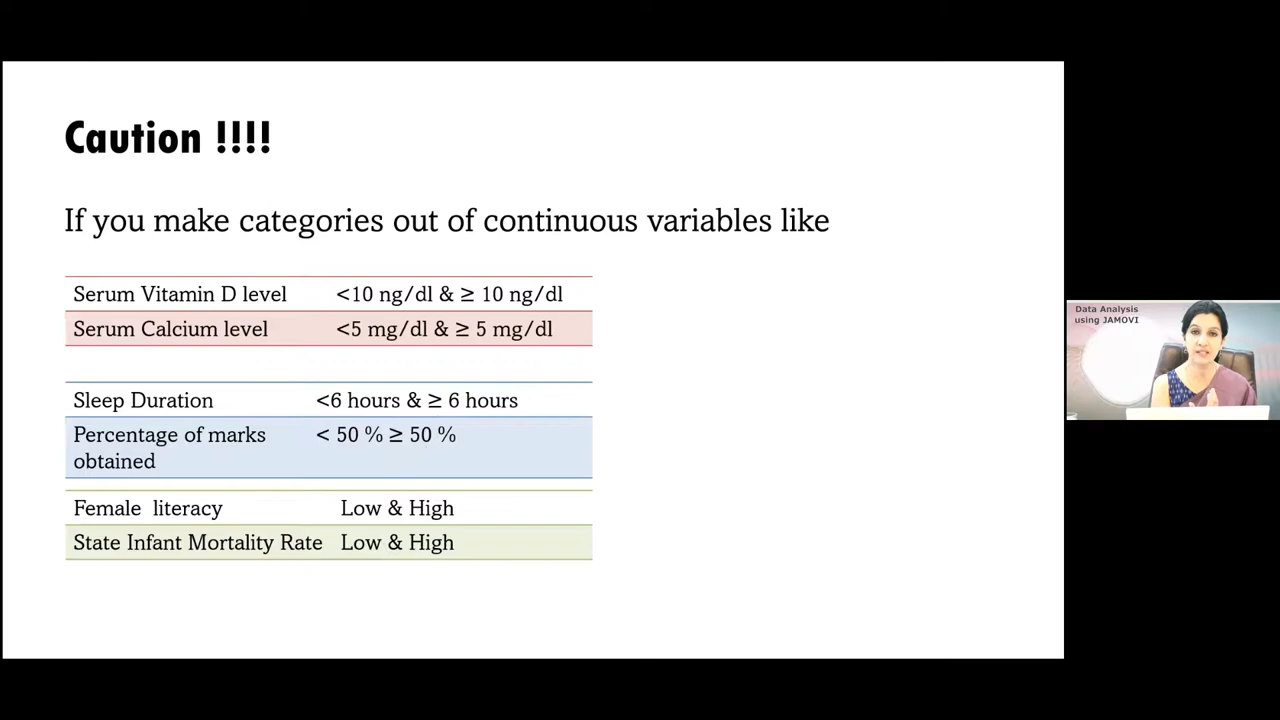 Caution !!!!
If you make categories out of continuous variables like
Serum Vitamin D level <10 ng/dl & ≥ 10 ng/dl
Serum Calcium level <5 mg/dl & ≥ 5 mg/dl
Sleep Duration <6 hours & ≥ 6 hours
Percentage of marks < 50 % ≥ 50 %
obtained
Female literacy Low & High
State Infant Mortality Rate Low & High
Data Analysis
using JAMOVI